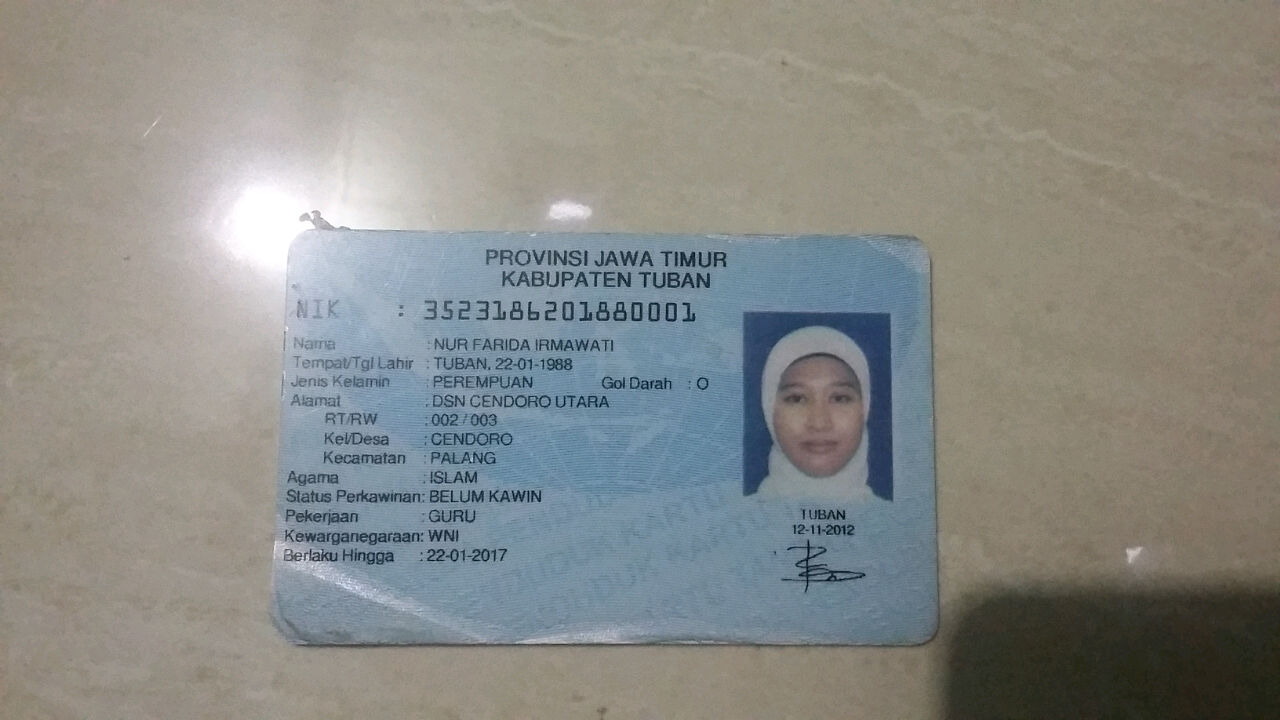 PROVINSI JAWA TIMUR
KABUPATEN TUBAN
NIK : 3523186201880001
Nama : NUR FARIDA IRMAWATI
Tempat/Tgl Lahir : TUBAN, 22-01-1988
Jenis Kelamin : PEREMPUAN Gol Darah : O
Alamat : DSN CENDORO UTARA
RT/RW : 002 / 003
Kel/Desa : CENDORO
Kecamatan : PALANG
Agama : ISLAM
Status Perkawinan: BELUM KAWIN
Pekerjaan : GURU
Kewarganegaraan: WNI
Berlaku Hingga : 22-01-2017
TUBAN
12-11-2012